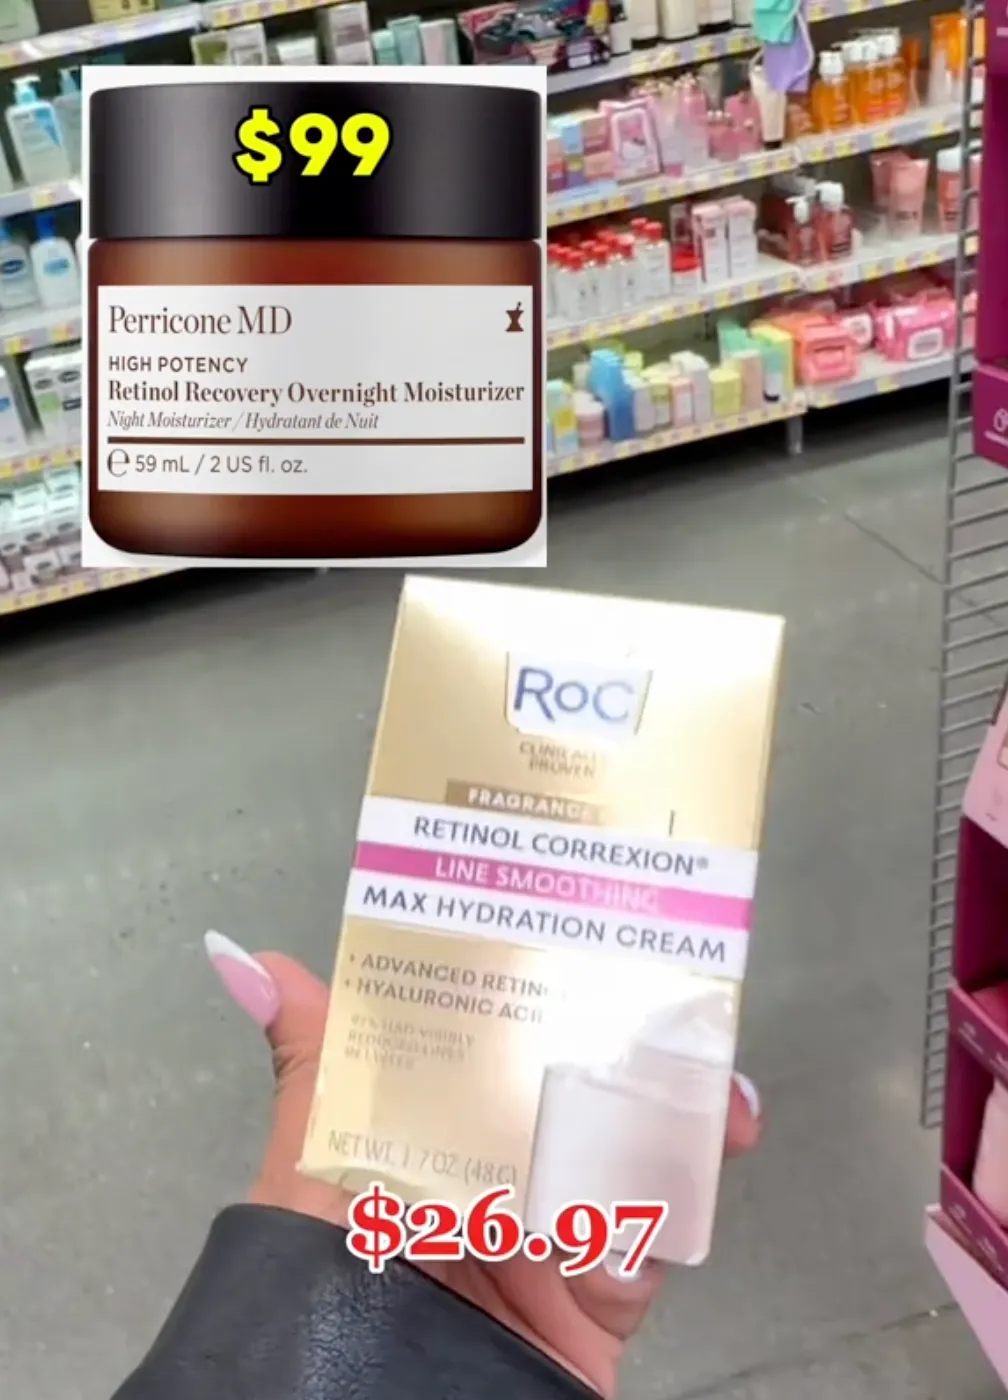 $99
Perricone MD
HIGH POTENCY
Retinol Recovery Overnight Moisturizer
Night Moisturizer / Hydratant de Nuit
℮ 59 mL / 2 US fl. oz.
RoC
CLINICALLY
PROVEN
FRAGRANCE
RETINOL CORREXION®
LINE SMOOTHING
MAX HYDRATION CREAM
• ADVANCED RETIN
• HYALURONIC ACI
NET WT. 1.7 OZ. (48G)
$26.97